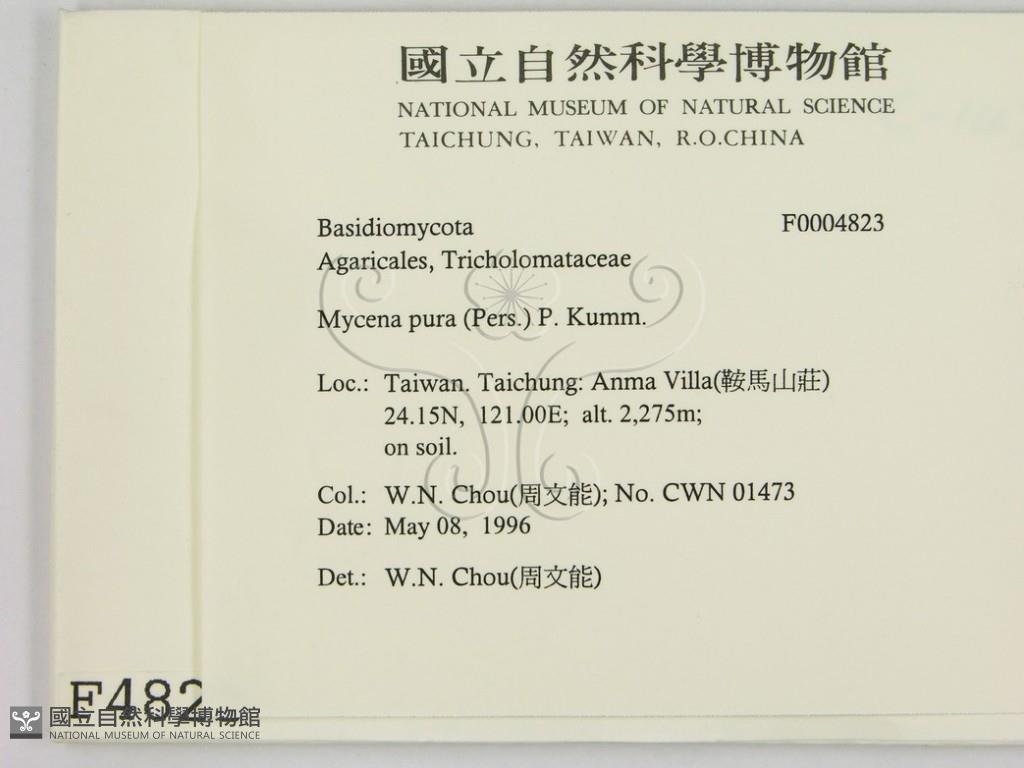 國立自然科學博物館
NATIONAL MUSEUM OF NATURAL SCIENCE
TAICHUNG, TAIWAN, R.O.CHINA
Basidiomycota F0004823
Agaricales, Tricholomataceae
Mycena pura (Pers.) P. Kumm.
Loc.: Taiwan. Taichung: Anma Villa(鞍馬山莊)
24.15N, 121.00E; alt. 2,275m;
on soil.
Col.: W.N. Chou(周文能); No. CWN 01473
Date: May 08, 1996
Det.: W.N. Chou(周文能)
F482
國立自然科學博物館
NATIONAL MUSEUM OF NATURAL SCIENCE